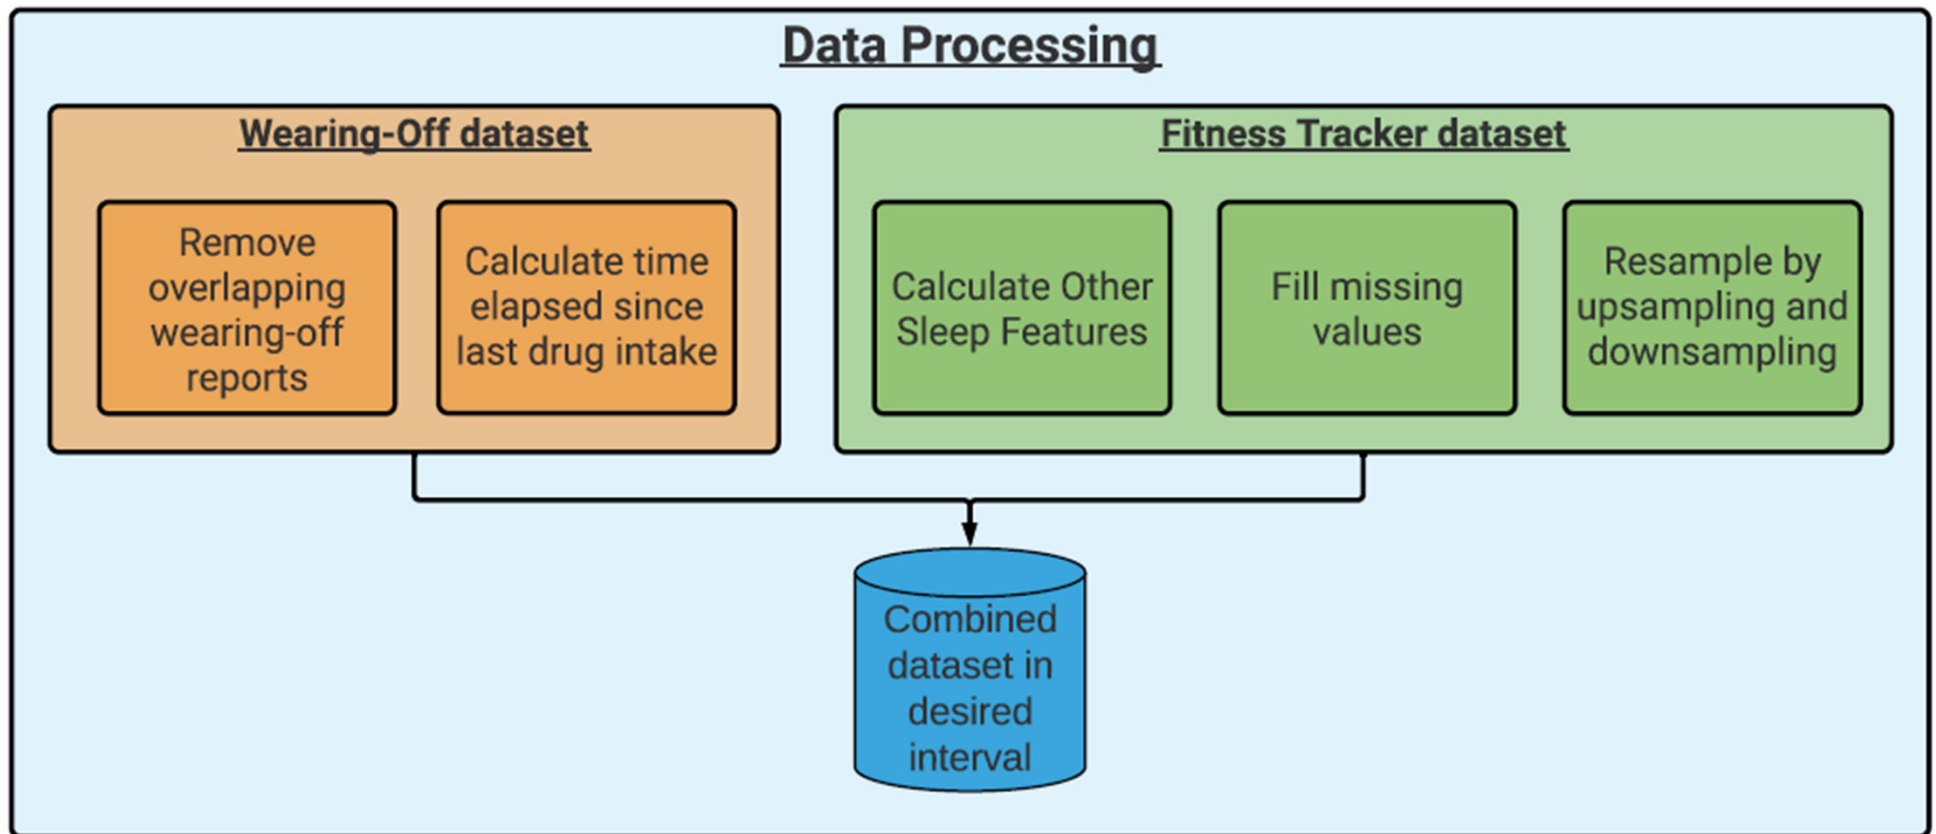 Data Processing
Wearing-Off dataset
Remove
overlapping
wearing-off
reports
Calculate time
elapsed since
last drug intake
Fitness Tracker dataset
Calculate Other
Sleep Features
Fill missing
values
Resample by
upsampling and
downsampling
Combined
dataset in
desired
interval